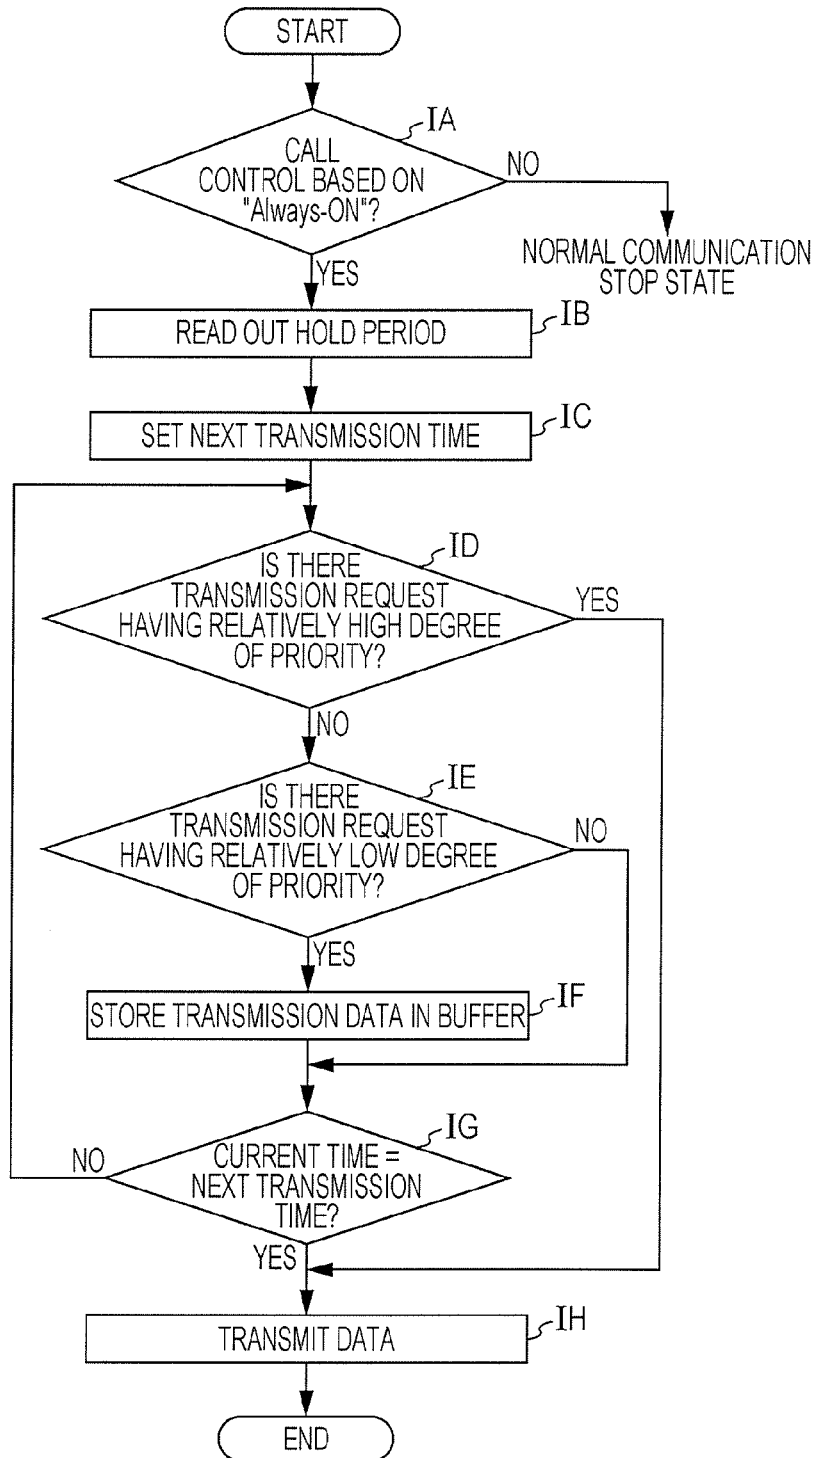 START
IA
CALL
CONTROL BASED ON
"Always-ON"?
NO
NORMAL COMMUNICATION
STOP STATE
YES
IB
READ OUT HOLD PERIOD
IC
SET NEXT TRANSMISSION TIME
ID
IS THERE
TRANSMISSION REQUEST
HAVING RELATIVELY HIGH DEGREE
OF PRIORITY?
YES
NO
IE
IS THERE
TRANSMISSION REQUEST
HAVING RELATIVELY LOW DEGREE
OF PRIORITY?
NO
YES
IF
STORE TRANSMISSION DATA IN BUFFER
IG
CURRENT TIME =
NEXT TRANSMISSION
TIME?
NO
YES
IH
TRANSMIT DATA
END